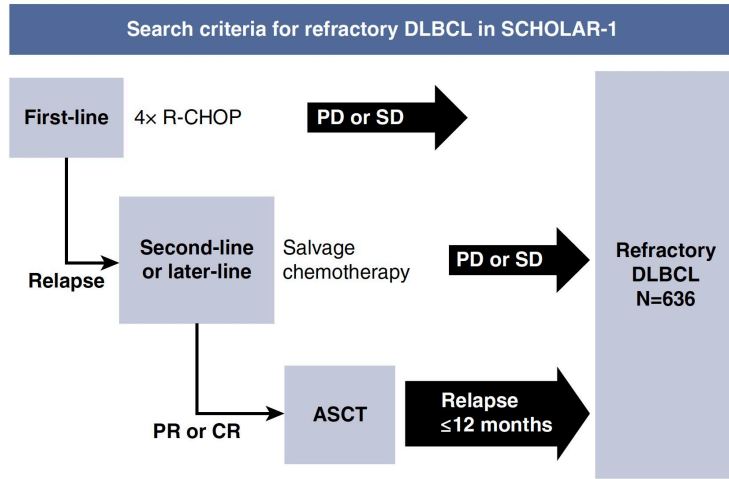 Search criteria for refractory DLBCL in SCHOLAR-1
First-line
4× R-CHOP
PD or SD
Relapse
Second-line
or later-line
Salvage
chemotherapy
PD or SD
Refractory
DLBCL
N=636
PR or CR
ASCT
Relapse
≤12 months